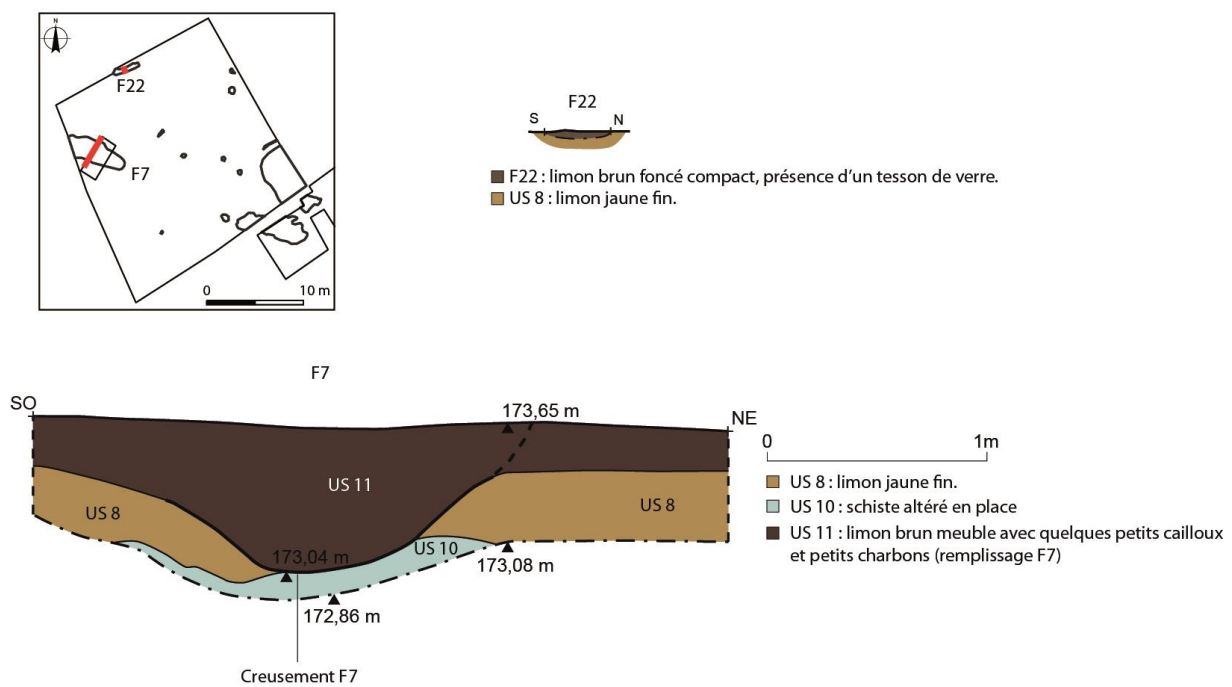 N
F22
F7
0 10 m
F22
S N
F22 : limon brun foncé compact, présence d'un tesson de verre.
US 8 : limon jaune fin.
F7
SO
173,65 m
NE
0 1m
US 11
US 8
US 8
US 10
173,04 m
173,08 m
172,86 m
Creusement F7
US 8 : limon jaune fin.
US 10 : schiste altéré en place
US 11 : limon brun meuble avec quelques petits cailloux
et petits charbons (remplissage F7)